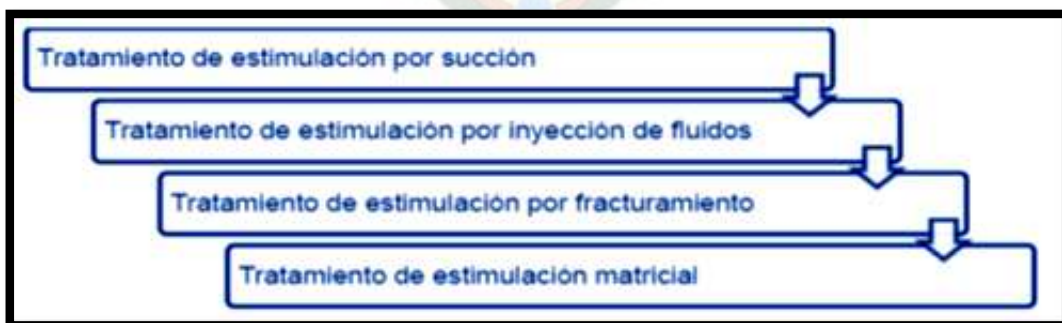 Tratamiento de estimulación por succión
Tratamiento de estimulación por inyección de fluidos
Tratamiento de estimulación por fracturamiento
Tratamiento de estimulación matricial